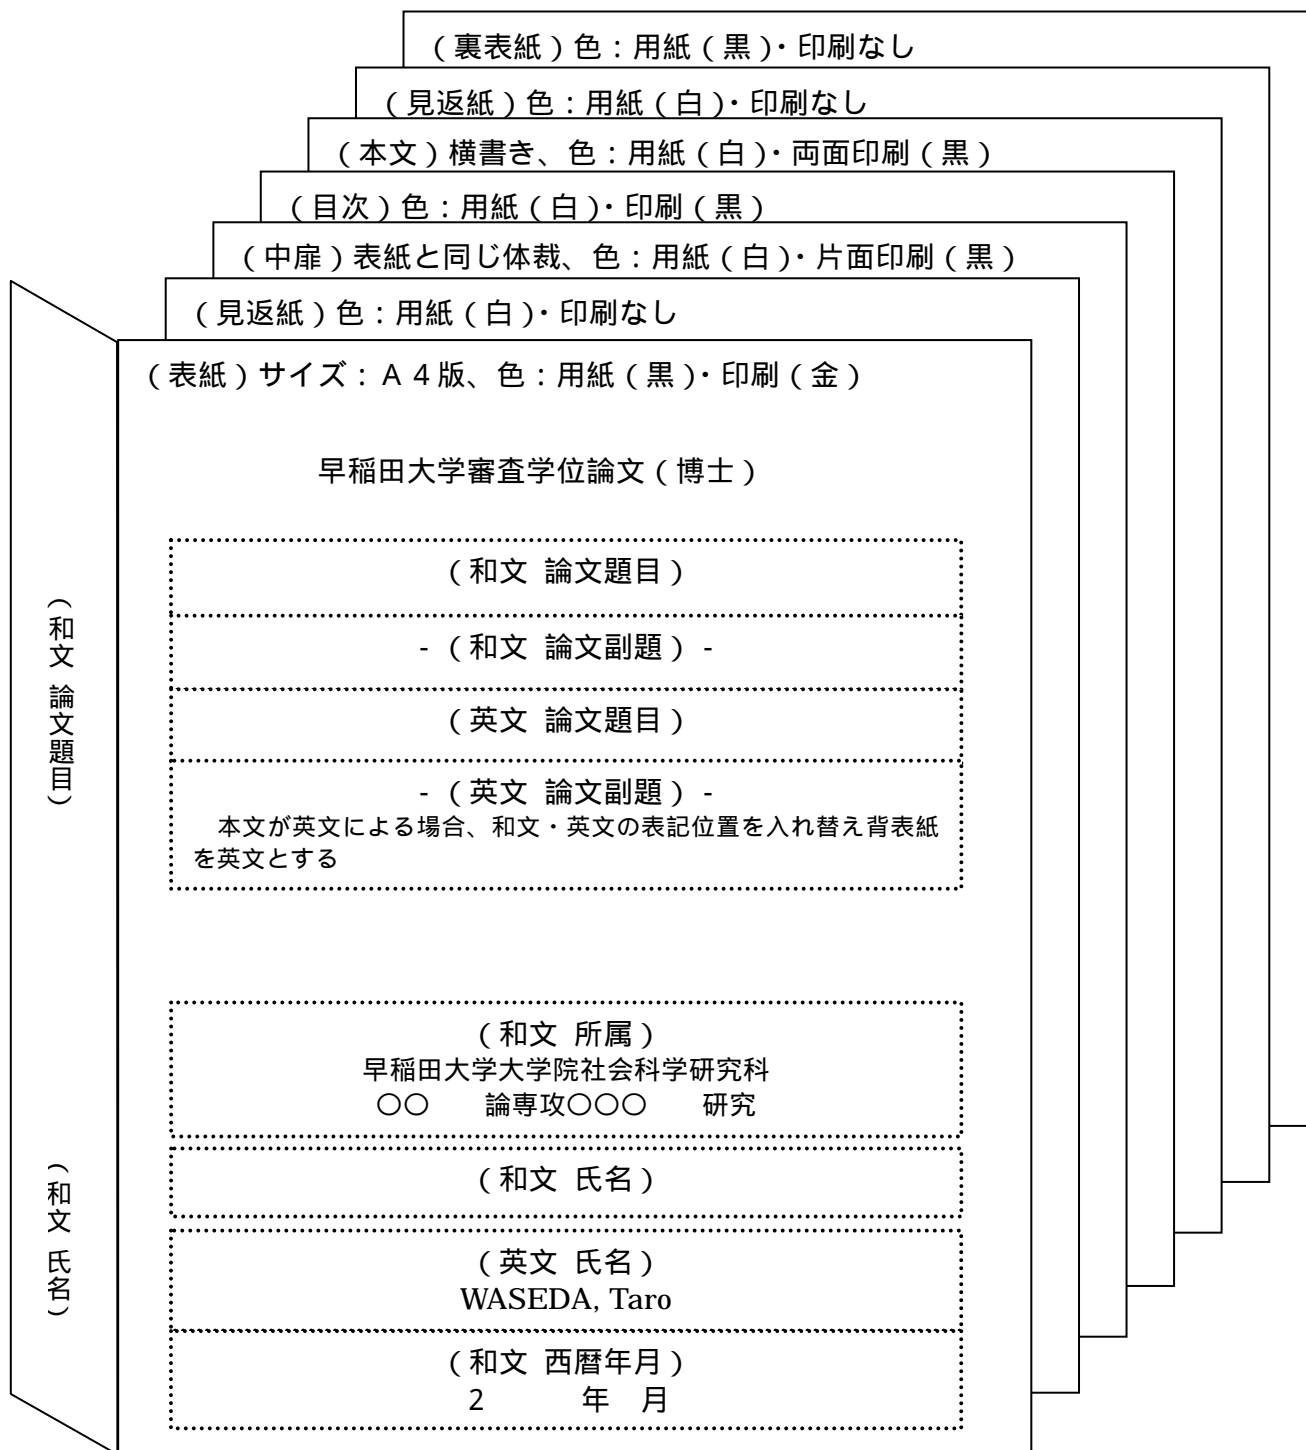 （裏表紙）色：用紙（黒）・印刷なし
（見返紙）色：用紙（白）・印刷なし
（本文）横書き、色：用紙（白）・両面印刷（黒）
（目次）色：用紙（白）・印刷（黒）
（中扉）表紙と同じ体裁、色：用紙（白）・片面印刷（黒）
（見返紙）色：用紙（白）・印刷なし
（表紙）サイズ：Ａ４版、色：用紙（黒）・印刷（金）
早稲田大学審査学位論文（博士）
（和文 論文題目）
-（和文 論文副題）-
（英文 論文題目）
-（英文 論文副題）-
本文が英文による場合、和文・英文の表記位置を入れ替え背表紙
を英文とする
（和文 所属）
早稲田大学大学院社会科学研究科
○○　　論専攻○○○　　研究
（和文 氏名）
（英文 氏名）
WASEDA, Taro
（和文 西暦年月）
2　　　年　月
（和文 論文題目）
（和文 氏名）